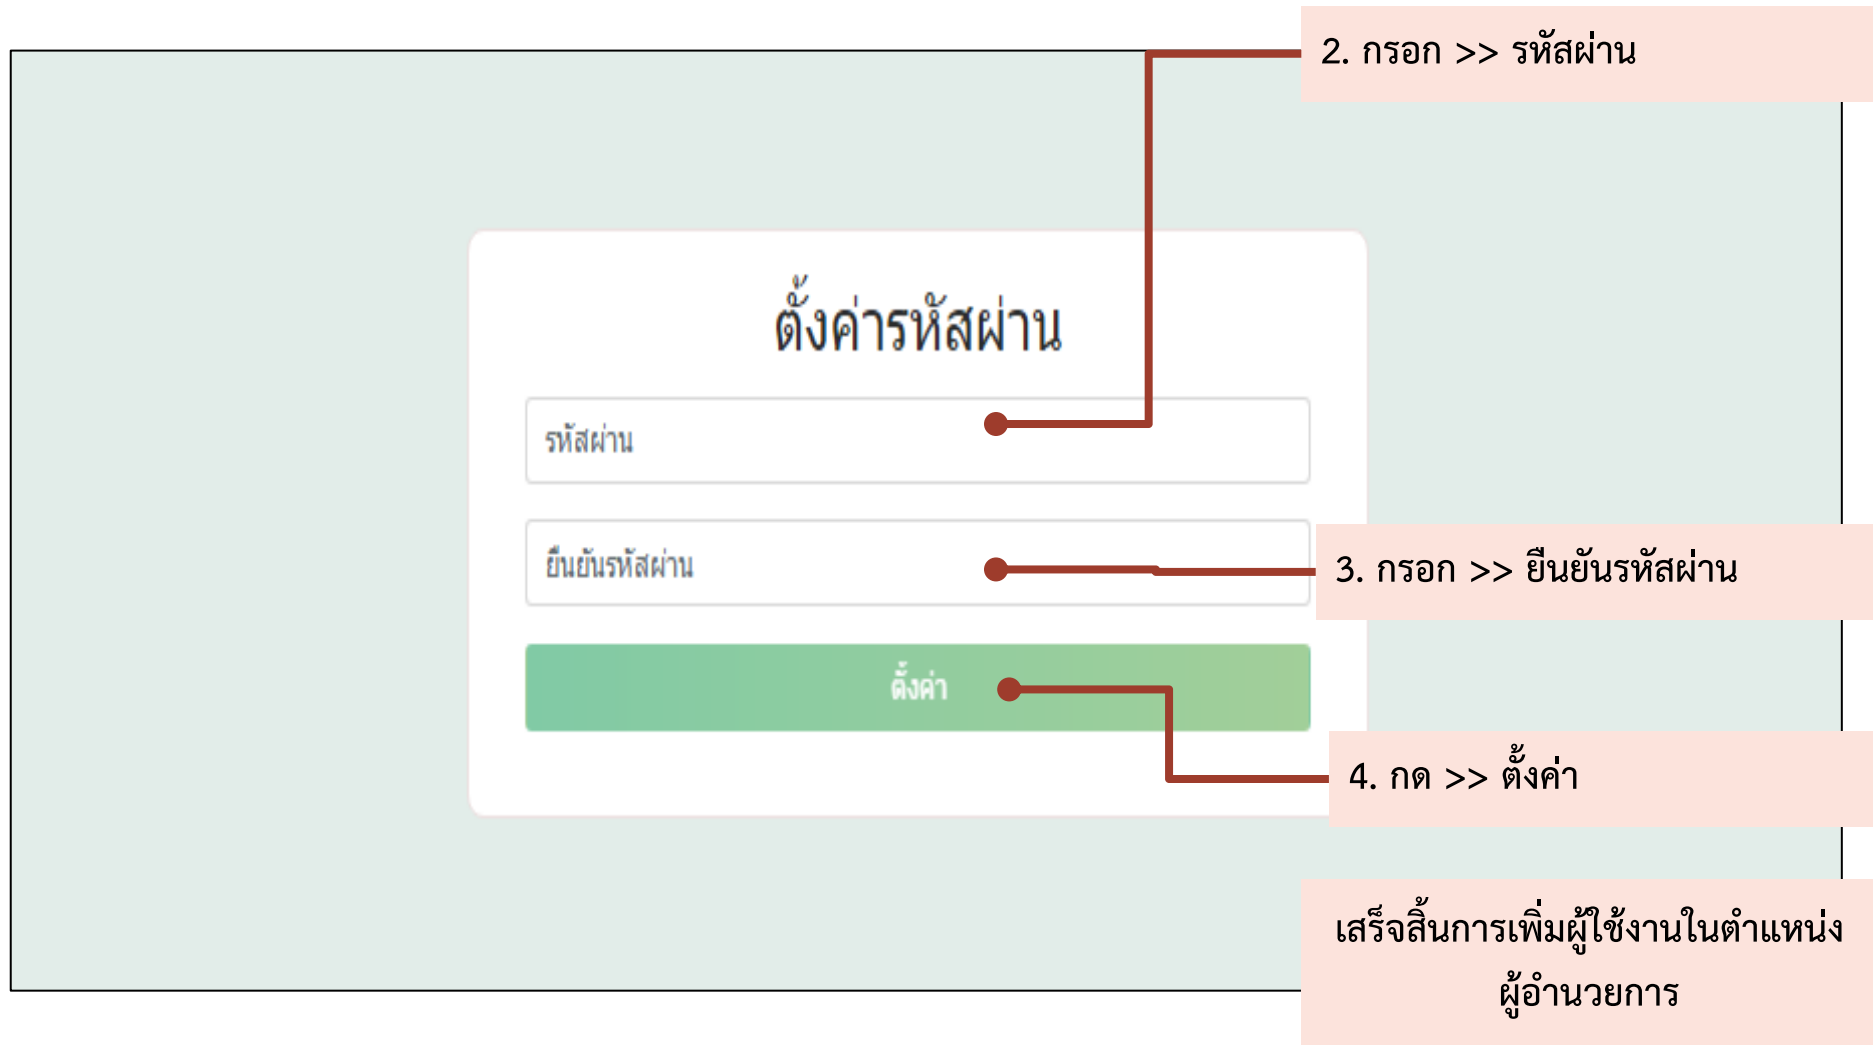 2. กรอก >> รหัสผ่าน
ตั้งค่ารหัสผ่าน
รหัสผ่าน
ยืนยันรหัสผ่าน
3. กรอก >> ยืนยันรหัสผ่าน
ตั้งค่า
4. กด >> ตั้งค่า
เสร็จสิ้นการเพิ่มผู้ใช้งานในตำแหน่ง
ผู้อำนวยการ